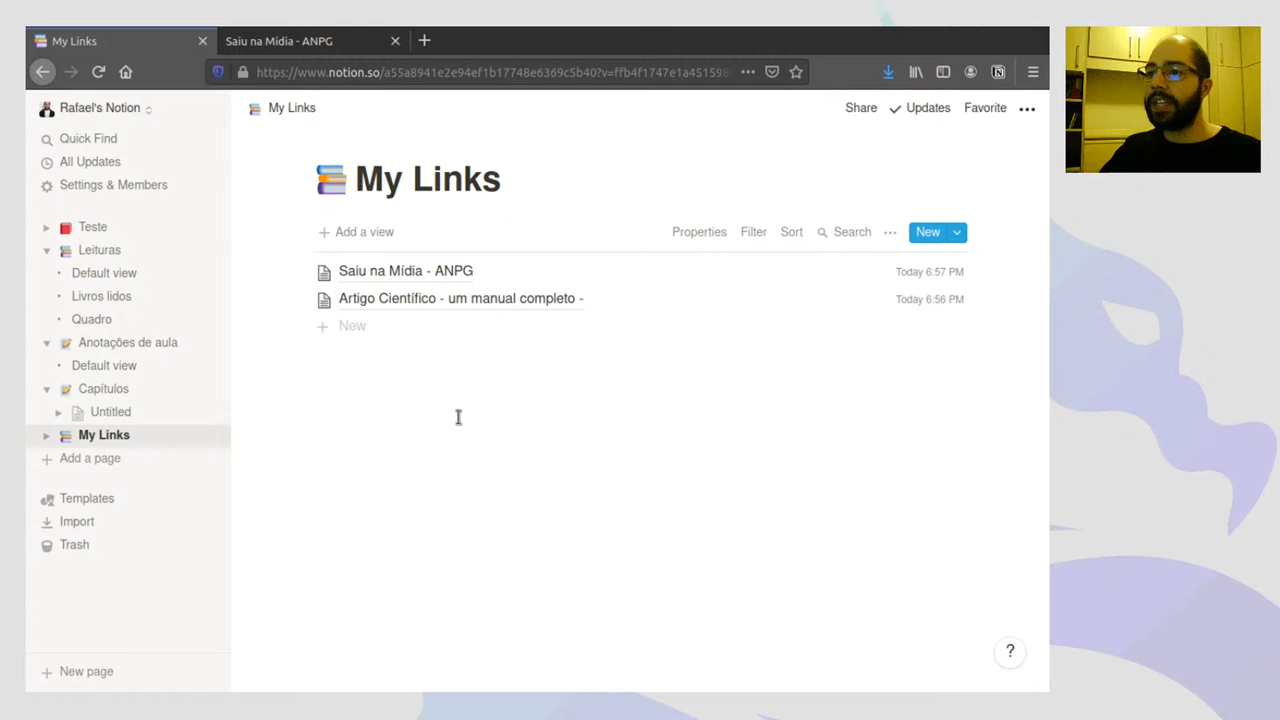 My Links
Saiu na Mídia - ANPG
https://www.notion.so/a55a8941e2e94ef1b17748e6369c5b40?v=ffb4f1747e1a451598
Rafael's Notion
My Links
Share
Updates
Favorite
Quick Find
All Updates
Settings & Members
Teste
Leituras
Default view
Livros lidos
Quadro
Anotações de aula
Default view
Capítulos
Untitled
My Links
Add a page
Templates
Import
Trash
New page
My Links
Add a view
Properties
Filter
Sort
Search
New
Saiu na Mídia - ANPG
Today 6:57 PM
Artigo Científico - um manual completo -
Today 6:56 PM
New
?